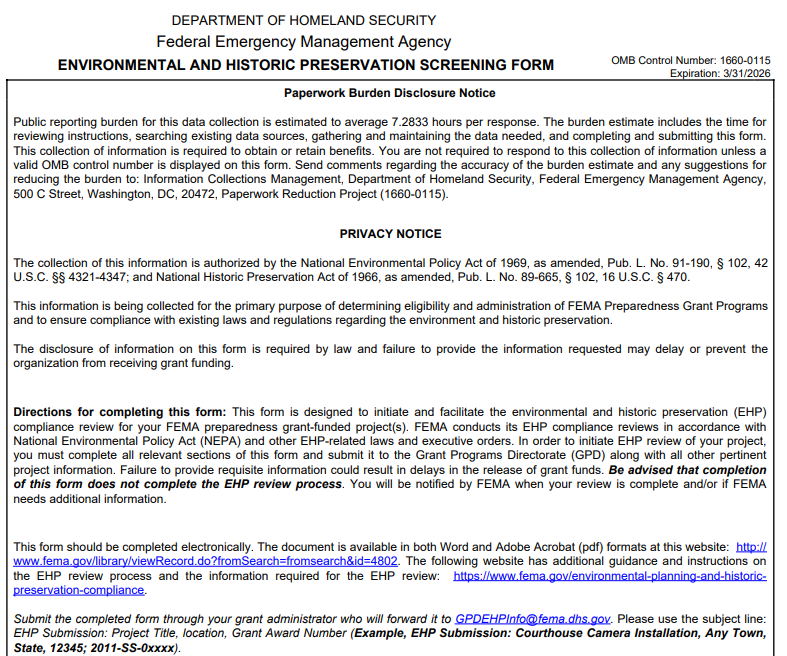 DEPARTMENT OF HOMELAND SECURITY
Federal Emergency Management Agency
ENVIRONMENTAL AND HISTORIC PRESERVATION SCREENING FORM
OMB Control Number: 1660-0115
Expiration: 3/31/2026
Paperwork Burden Disclosure Notice
Public reporting burden for this data collection is estimated to average 7.2833 hours per response. The burden estimate includes the time for
reviewing instructions, searching existing data sources, gathering and maintaining the data needed, and completing and submitting this form.
This collection of information is required to obtain or retain benefits. You are not required to respond to this collection of information unless a
valid OMB control number is displayed on this form. Send comments regarding the accuracy of the burden estimate and any suggestions for
reducing the burden to: Information Collections Management, Department of Homeland Security, Federal Emergency Management Agency,
500 C Street, Washington, DC, 20472, Paperwork Reduction Project (1660-0115).
PRIVACY NOTICE
The collection of this information is authorized by the National Environmental Policy Act of 1969, as amended, Pub. L. No. 91-190, § 102, 42
U.S.C. §§ 4321-4347; and National Historic Preservation Act of 1966, as amended, Pub. L. No. 89-665, § 102, 16 U.S.C. § 470.
This information is being collected for the primary purpose of determining eligibility and administration of FEMA Preparedness Grant Programs
and to ensure compliance with existing laws and regulations regarding the environment and historic preservation.
The disclosure of information on this form is required by law and failure to provide the information requested may delay or prevent the
organization from receiving grant funding.
Directions for completing this form: This form is designed to initiate and facilitate the environmental and historic preservation (EHP)
compliance review for your FEMA preparedness grant-funded project(s). FEMA conducts its EHP compliance reviews in accordance with
National Environmental Policy Act (NEPA) and other EHP-related laws and executive orders. In order to initiate EHP review of your project,
you must complete all relevant sections of this form and submit it to the Grant Programs Directorate (GPD) along with all other pertinent
project information. Failure to provide requisite information could result in delays in the release of grant funds. Be advised that completion
of this form does not complete the EHP review process. You will be notified by FEMA when your review is complete and/or if FEMA
needs additional information.
This form should be completed electronically. The document is available in both Word and Adobe Acrobat (pdf) formats at this website: http://
www.fema.gov/library/viewRecord.do?fromSearch=fromsearch&id=4802. The following website has additional guidance and instructions on
the EHP review process and the information required for the EHP review: https://www.fema.gov/environmental-planning-and-historic-
preservation-compliance.
Submit the completed form through your grant administrator who will forward it to GPDEHPInfo@fema.dhs.gov. Please use the subject line:
EHP Submission: Project Title, location, Grant Award Number (Example, EHP Submission: Courthouse Camera Installation, Any Town,
State, 12345; 2011-SS-0xxxx).